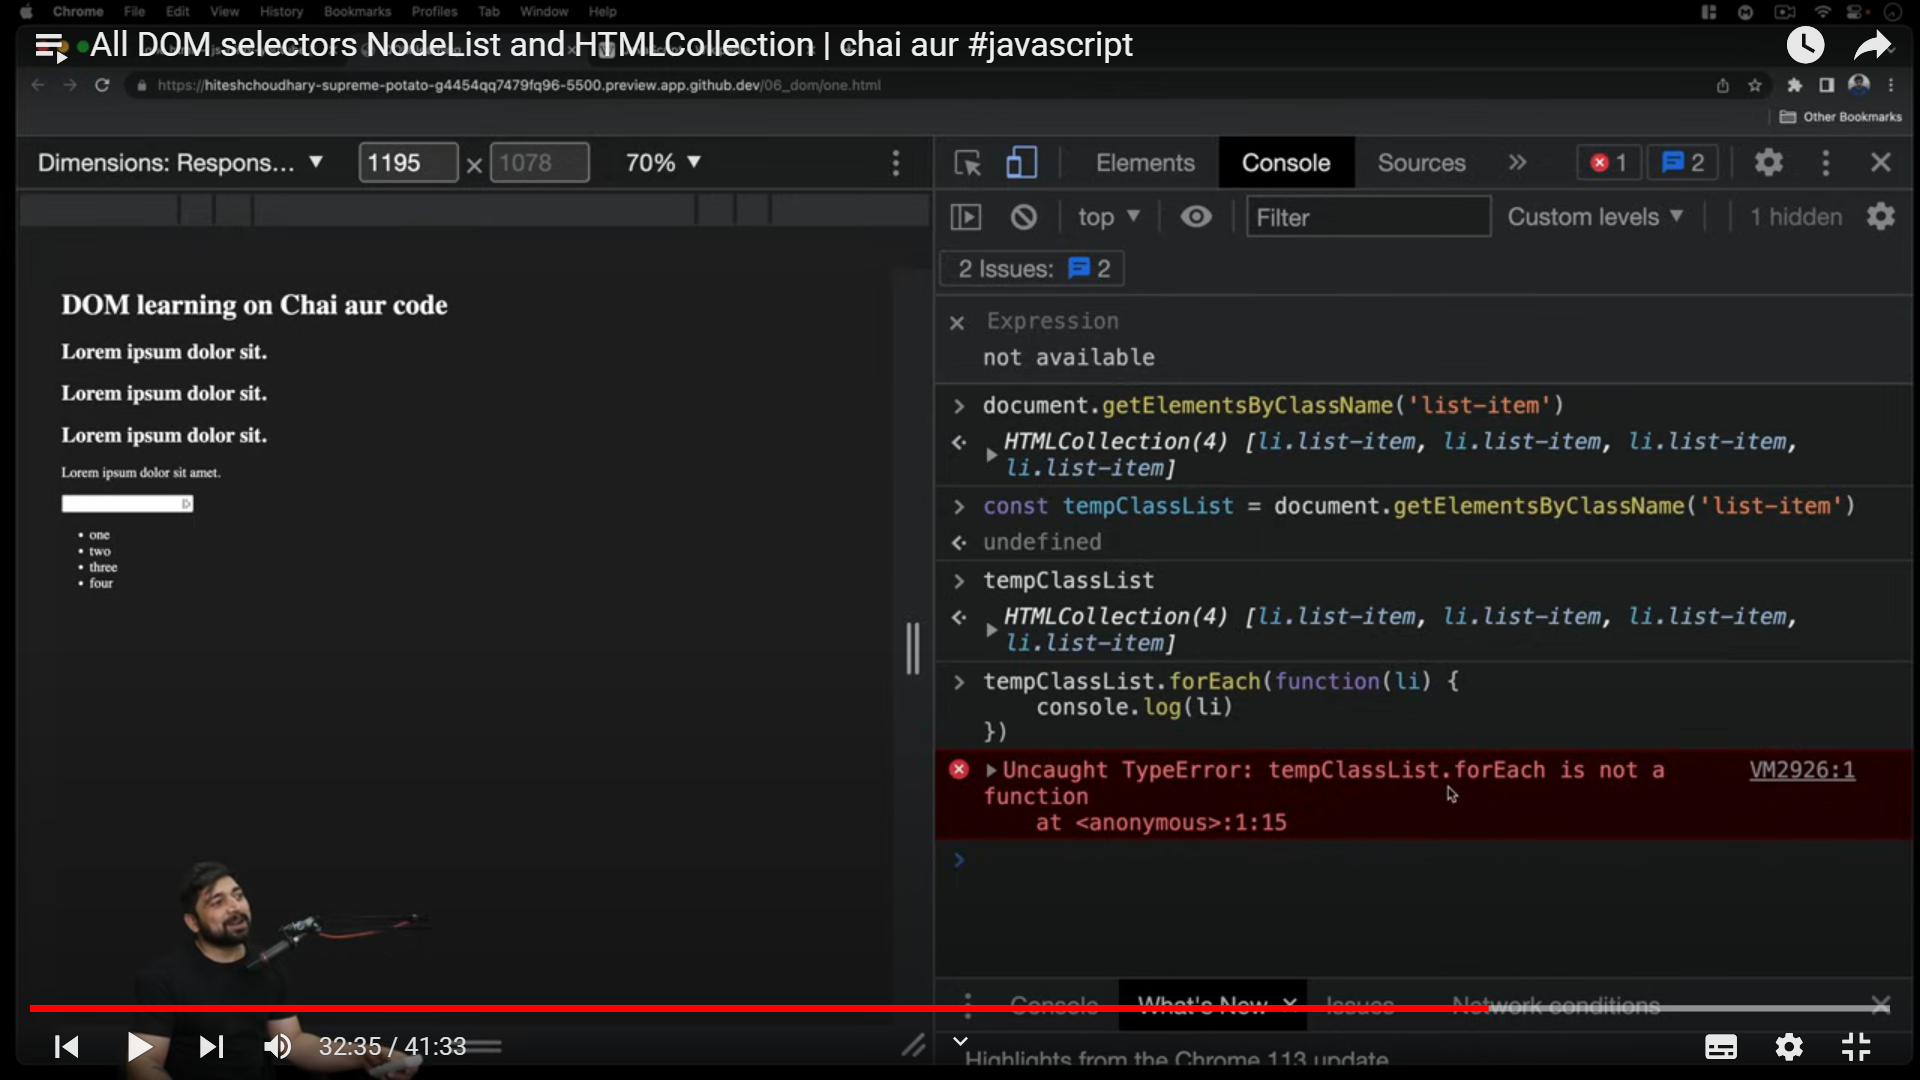 Chrome File Edit View History Bookmarks Profiles Tab Window Help
All DOM selectors NodeList and HTMLCollection | chai aur #javascript
https://hiteshchoudhary-supreme-potato-g4454qq7479fq96-5500.preview.app.github.dev/06_dom/one.html
Other Bookmarks
Dimensions: Respons... 1195 × 1078 70%
Elements Console Sources » 1 2
top Filter Custom levels 1 hidden
2 Issues: 2
DOM learning on Chai aur code
Lorem ipsum dolor sit.
Lorem ipsum dolor sit.
Lorem ipsum dolor sit.
Lorem ipsum dolor sit amet.
• one
• two
• three
• four
Expression
not available
document.getElementsByClassName('list-item')
HTMLCollection(4) [li.list-item, li.list-item, li.list-item,
li.list-item]
const tempClassList = document.getElementsByClassName('list-item')
undefined
tempClassList
HTMLCollection(4) [li.list-item, li.list-item, li.list-item,
li.list-item]
tempClassList.forEach(function(li) {
console.log(li)
})
Uncaught TypeError: tempClassList.forEach is not a VM2926:1
function
at <anonymous>:1:15
Console What's New Issues Network conditions
32:35 / 41:33
Highlights from the Chrome 113 update